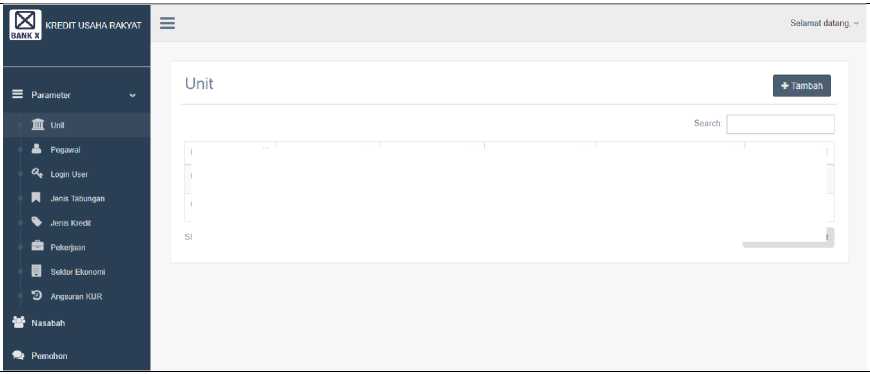 BANK X
KREDIT USAHA RAKYAT
Selamat datang,
Parameter
Unit
Pegawai
Login User
Jenis Tabungan
Jenis Kredit
Pekerjaan
Sektor Ekonomi
Angsuran KUR
Nasabah
Pemohon
Unit
Tambah
Search: